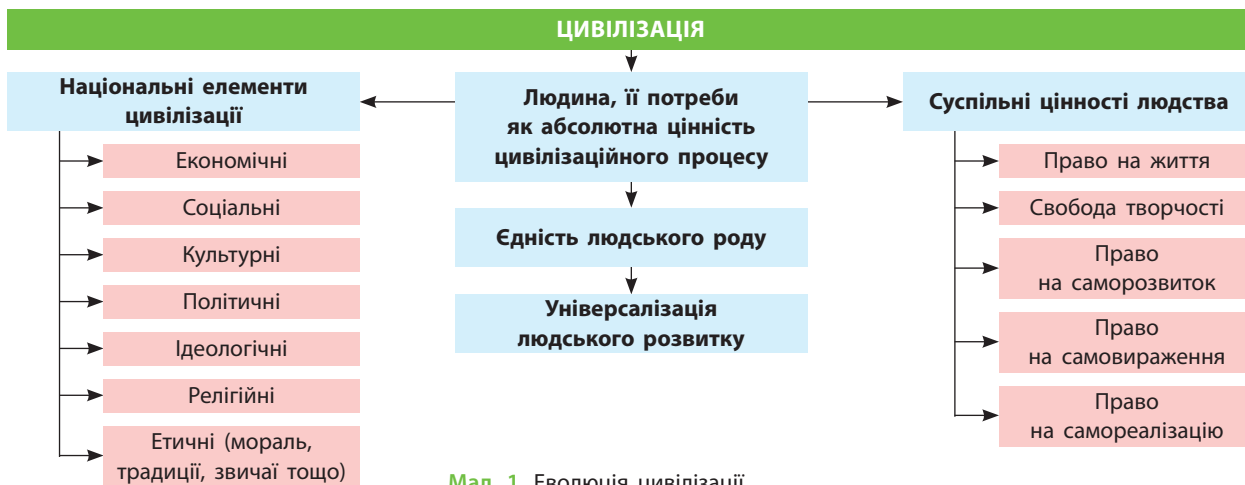 ЦИВІЛІЗАЦІЯ
Національні елементи
цивілізації
Економічні
Соціальні
Культурні
Політичні
Ідеологічні
Релігійні
Етичні (мораль,
традиції, звичаї тощо)
Людина, її потреби
як абсолютна цінність
цивілізаційного процесу
Єдність людського роду
Універсалізація
людського розвитку
Суспільні цінності людства
Право на життя
Свобода творчості
Право
на саморозвиток
Право
на самовираження
Право
на самореалізацію
Мал. 1. Еволюція цивілізації